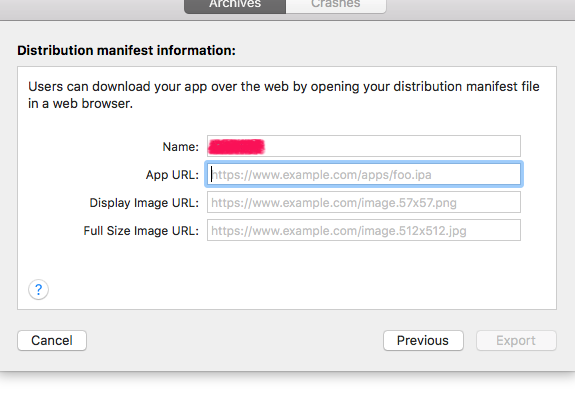 Archives Crashes
Distribution manifest information:
Users can download your app over the web by opening your distribution manifest file
in a web browser.
Name:
App URL: https://www.example.com/apps/foo.ipa
Display Image URL: https://www.example.com/image.57x57.png
Full Size Image URL: https://www.example.com/image.512x512.jpg
?
Cancel Previous Export